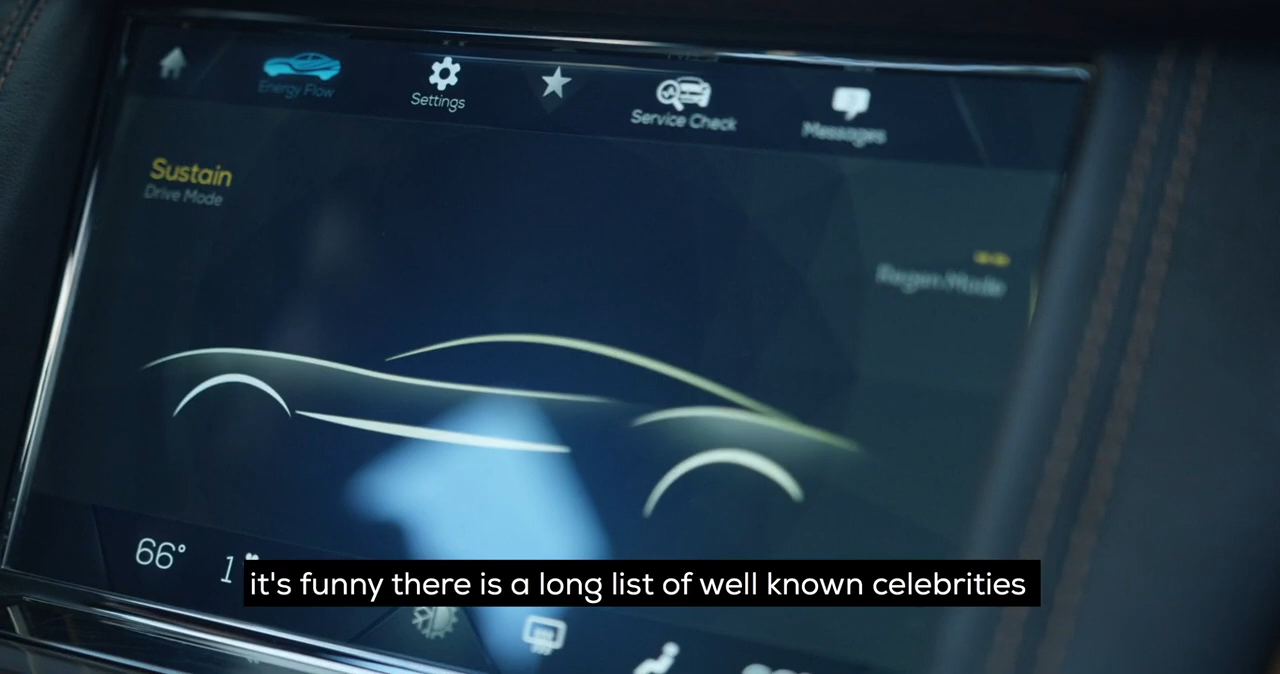 Energy Flow
Settings
Service Check
Messages
Sustain
Drive Mode
Regen Mode
66°
1
it's funny there is a long list of well known celebrities